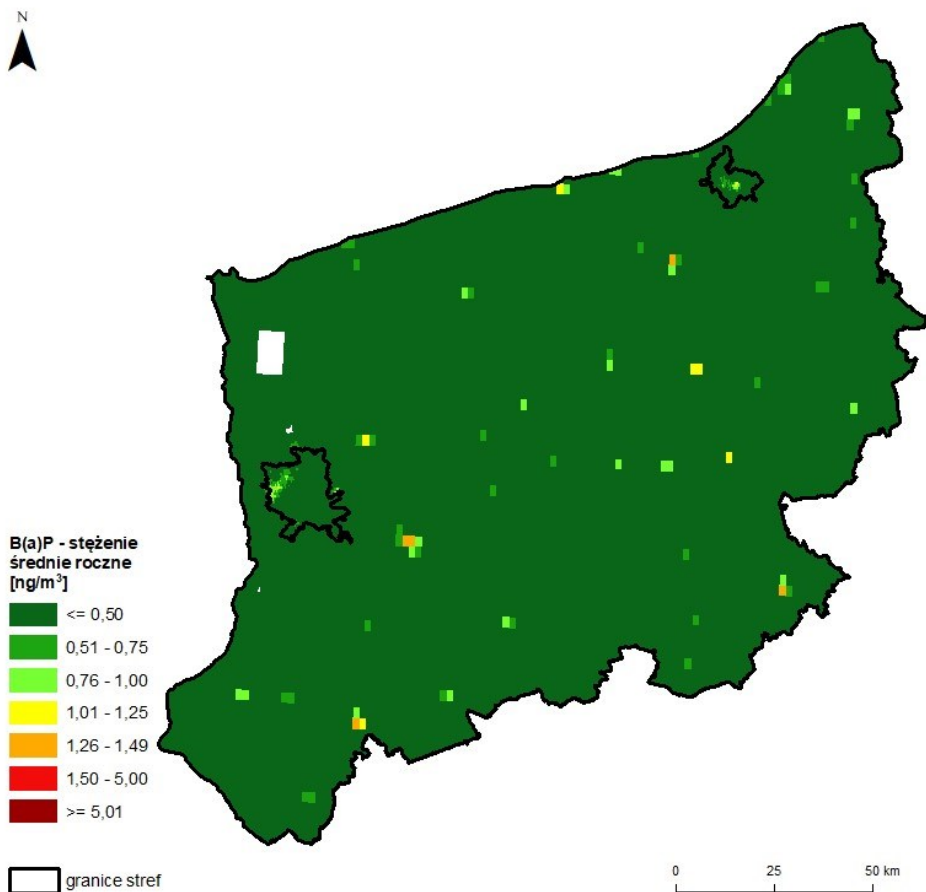 N
B(a)P - stężenie
średnie roczne
[ng/m³]
<= 0,50
0,51 - 0,75
0,76 - 1,00
1,01 - 1,25
1,26 - 1,49
1,50 - 5,00
>= 5,01
granice stref
0 25 50 km